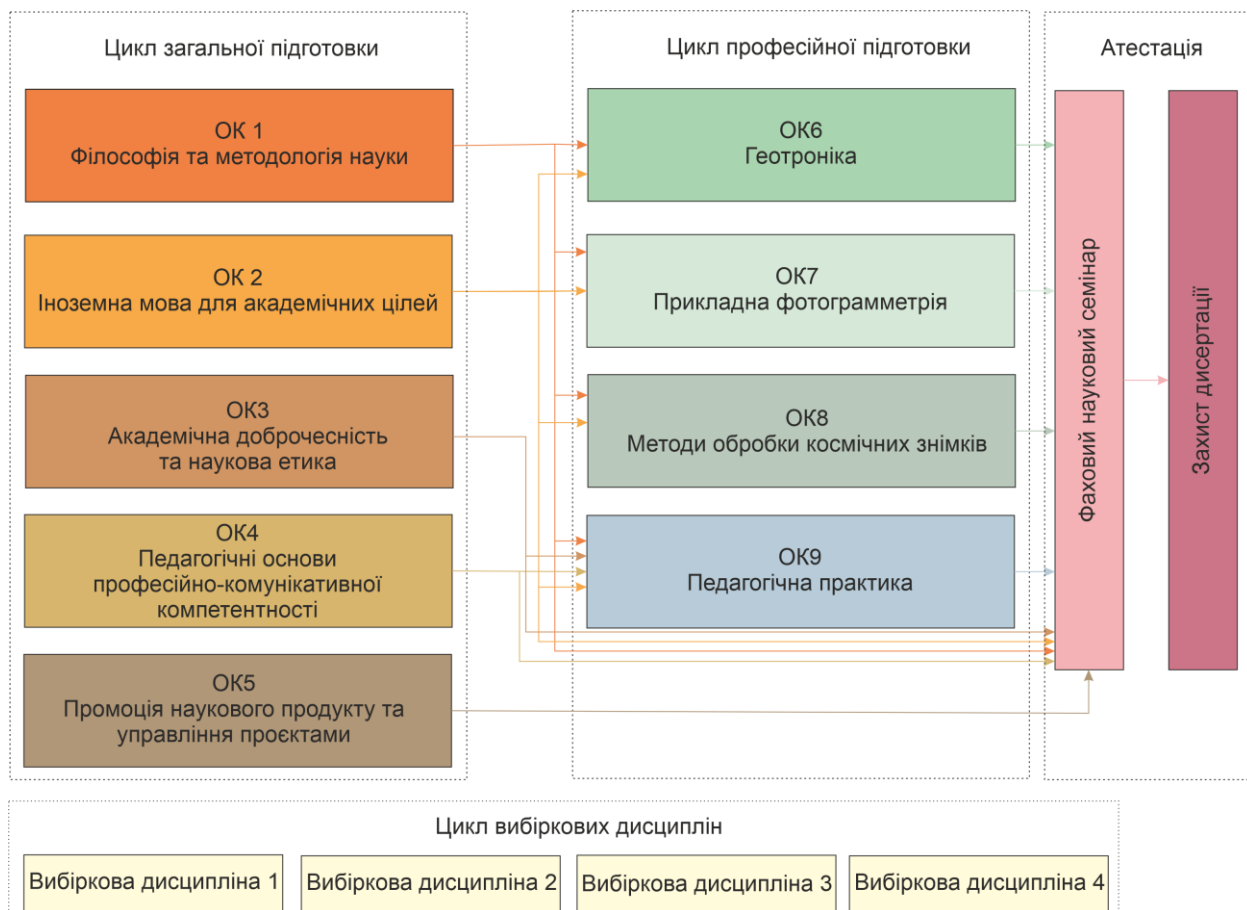 Цикл загальної підготовки
ОК 1
Філософія та методологія науки
ОК 2
Іноземна мова для академічних цілей
ОК3
Академічна доброчесність
та наукова етика
ОК4
Педагогічні основи
професійно-комунікативної
компетентності
ОК5
Промоція наукового продукту та
управління проєктами
Цикл професійної підготовки
ОК6
Геотроніка
ОК7
Прикладна фотограмметрія
ОК8
Методи обробки космічних знімків
ОК9
Педагогічна практика
Атестація
Фаховий науковий семінар
Захист дисертації
Цикл вибіркових дисциплін
Вибіркова дисципліна 1
Вибіркова дисципліна 2
Вибіркова дисципліна 3
Вибіркова дисципліна 4